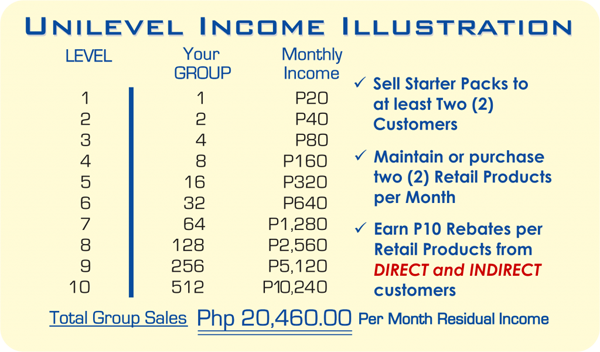 UNILEVEL INCOME ILLUSTRATION
LEVEL Your GROUP Monthly Income
1 1 P20
2 2 P40
3 4 P80
4 8 P160
5 16 P320
6 32 P640
7 64 P1,280
8 128 P2,560
9 256 P5,120
10 512 P10,240
✓ Sell Starter Packs to
at least Two (2)
Customers
✓ Maintain or purchase
two (2) Retail Products
per Month
✓ Earn P10 Rebates per
Retail Products from
DIRECT and INDIRECT
customers
Total Group Sales Php 20,460.00 Per Month Residual Income